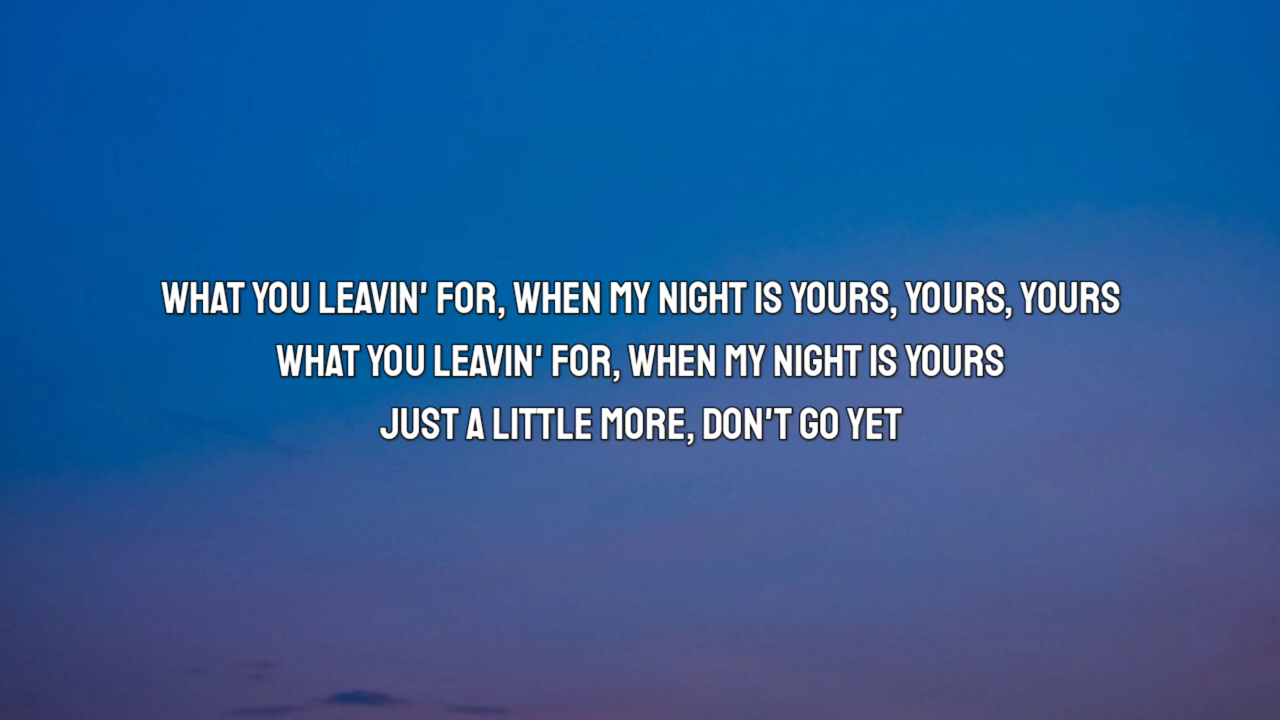 WHAT YOU LEAVIN' FOR, WHEN MY NIGHT IS YOURS, YOURS, YOURS
WHAT YOU LEAVIN' FOR, WHEN MY NIGHT IS YOURS
JUST A LITTLE MORE, DON'T GO YET